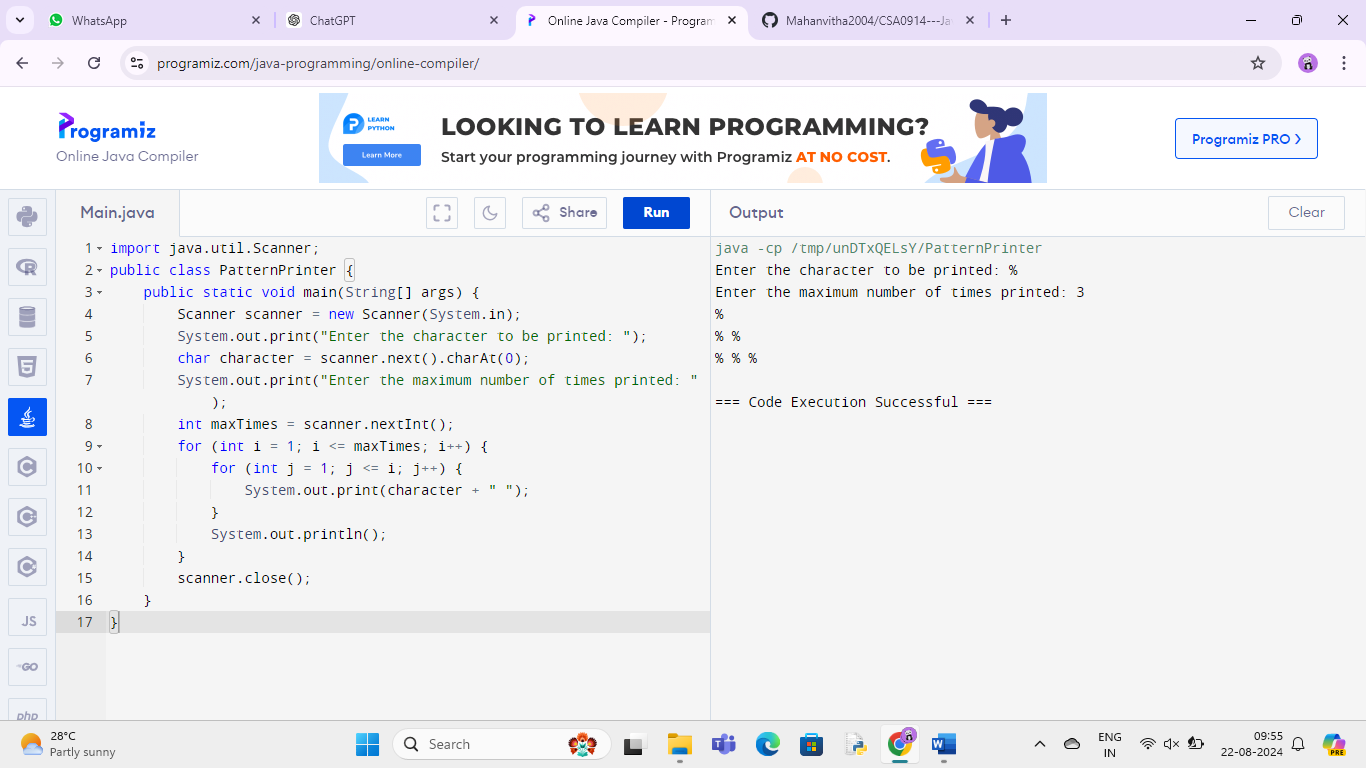 WhatsApp
ChatGPT
Online Java Compiler - Program
Mahanvitha2004/CSA0914---Ja
programiz.com/java-programming/online-compiler/
Programiz
Online Java Compiler
LEARN
PYTHON
Learn More
LOOKING TO LEARN PROGRAMMING?
Start your programming journey with Programiz AT NO COST.
Programiz PRO >
Main.java
Share
Run
Output
Clear
1 import java.util.Scanner;
2 public class PatternPrinter {
3 public static void main(String[] args) {
4 Scanner scanner = new Scanner(System.in);
5 System.out.print("Enter the character to be printed: ");
6 char character = scanner.next().charAt(0);
7 System.out.print("Enter the maximum number of times printed: "
);
8 int maxTimes = scanner.nextInt();
9 for (int i = 1; i <= maxTimes; i++) {
10 for (int j = 1; j <= i; j++) {
11 System.out.print(character + " ");
12 }
13 System.out.println();
14 }
15 scanner.close();
16 }
17 }
java -cp /tmp/unDTxQELsY/PatternPrinter
Enter the character to be printed: %
Enter the maximum number of times printed: 3
%
% %
% % %
=== Code Execution Successful ===
JS
GO
php
28°C
Partly sunny
Search
ENG
IN
09:55
22-08-2024
PRE